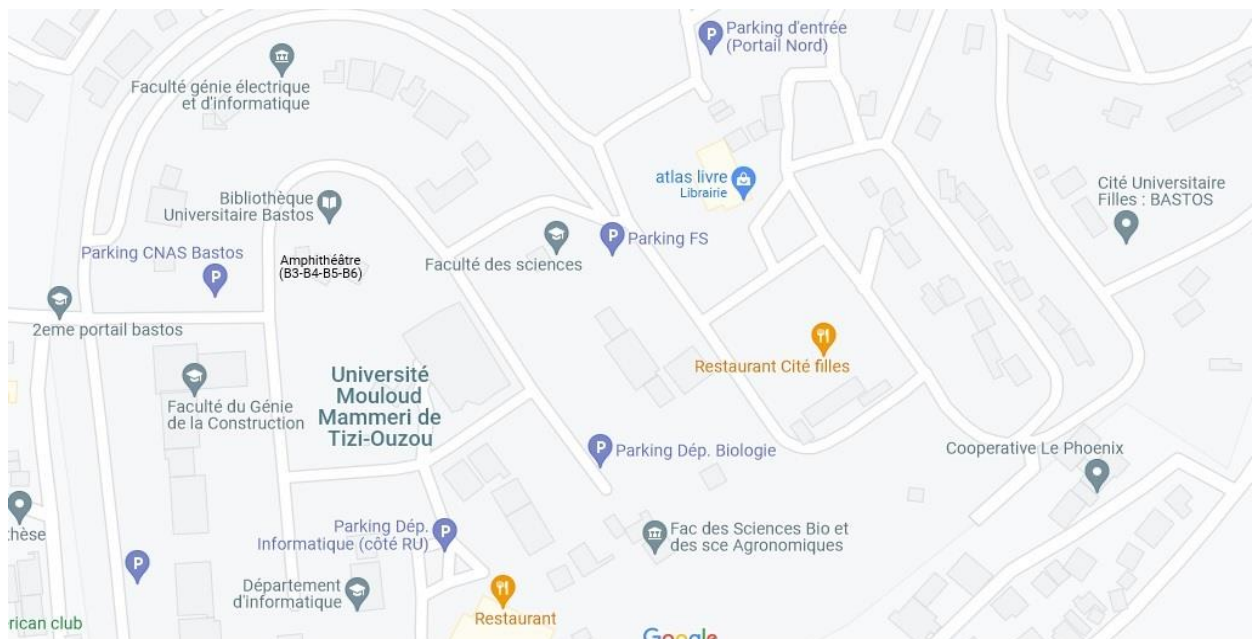 Parking d'entrée
(Portail Nord)
Faculté génie électrique
et d'informatique
atlas livre
Librairie
Cité Universitaire
Filles : BASTOS
Bibliothèque
Universitaire Bastos
Parking FS
Parking CNAS Bastos
Amphithéâtre
(B3-B4-B5-B6)
Faculté des sciences
2eme portail bastos
Restaurant Cité filles
Université
Mouloud
Mammeri de
Tizi-Ouzou
Faculté du Génie
de la Construction
Parking Dép. Biologie
Cooperative Le Phoenix
thèse
Parking Dép.
Informatique (côté RU)
Fac des Sciences Bio et
des sce Agronomiques
Département
d'informatique
Restaurant
rican club
Google